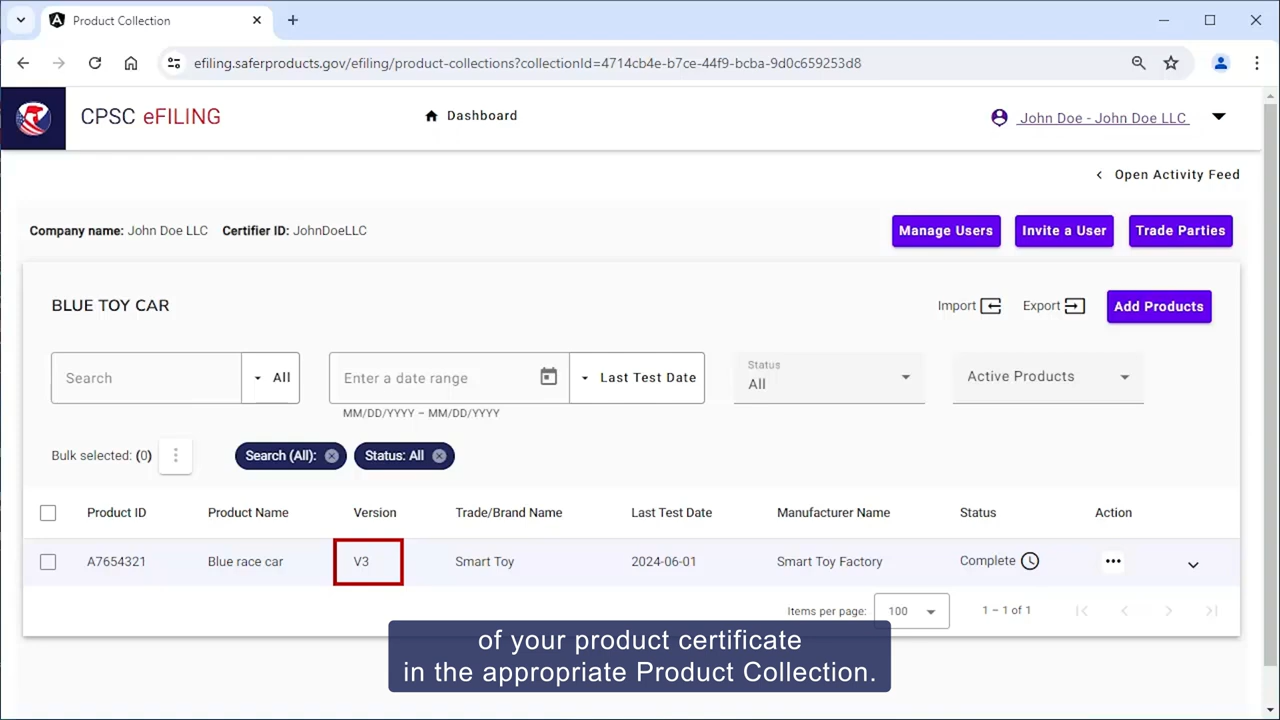 Product Collection
efiling.saferproducts.gov/efiling/product-collections?collectionId=4714cb4e-b7ce-44f9-bcba-9d0c659253d8
CPSC eFILING
Dashboard
John Doe - John Doe LLC
Open Activity Feed
Company name: John Doe LLC Certifier ID: JohnDoeLLC
Manage Users
Invite a User
Trade Parties
BLUE TOY CAR
Import
Export
Add Products
Search
All
Enter a date range
Last Test Date
MM/DD/YYYY – MM/DD/YYYY
Status
All
Active Products
Bulk selected: (0)
Search (All):
Status: All
Product ID Product Name Version Trade/Brand Name Last Test Date Manufacturer Name Status Action
A7654321 Blue race car V3 Smart Toy 2024-06-01 Smart Toy Factory Complete
Items per page: 100 1 – 1 of 1
of your product certificate
in the appropriate Product Collection.